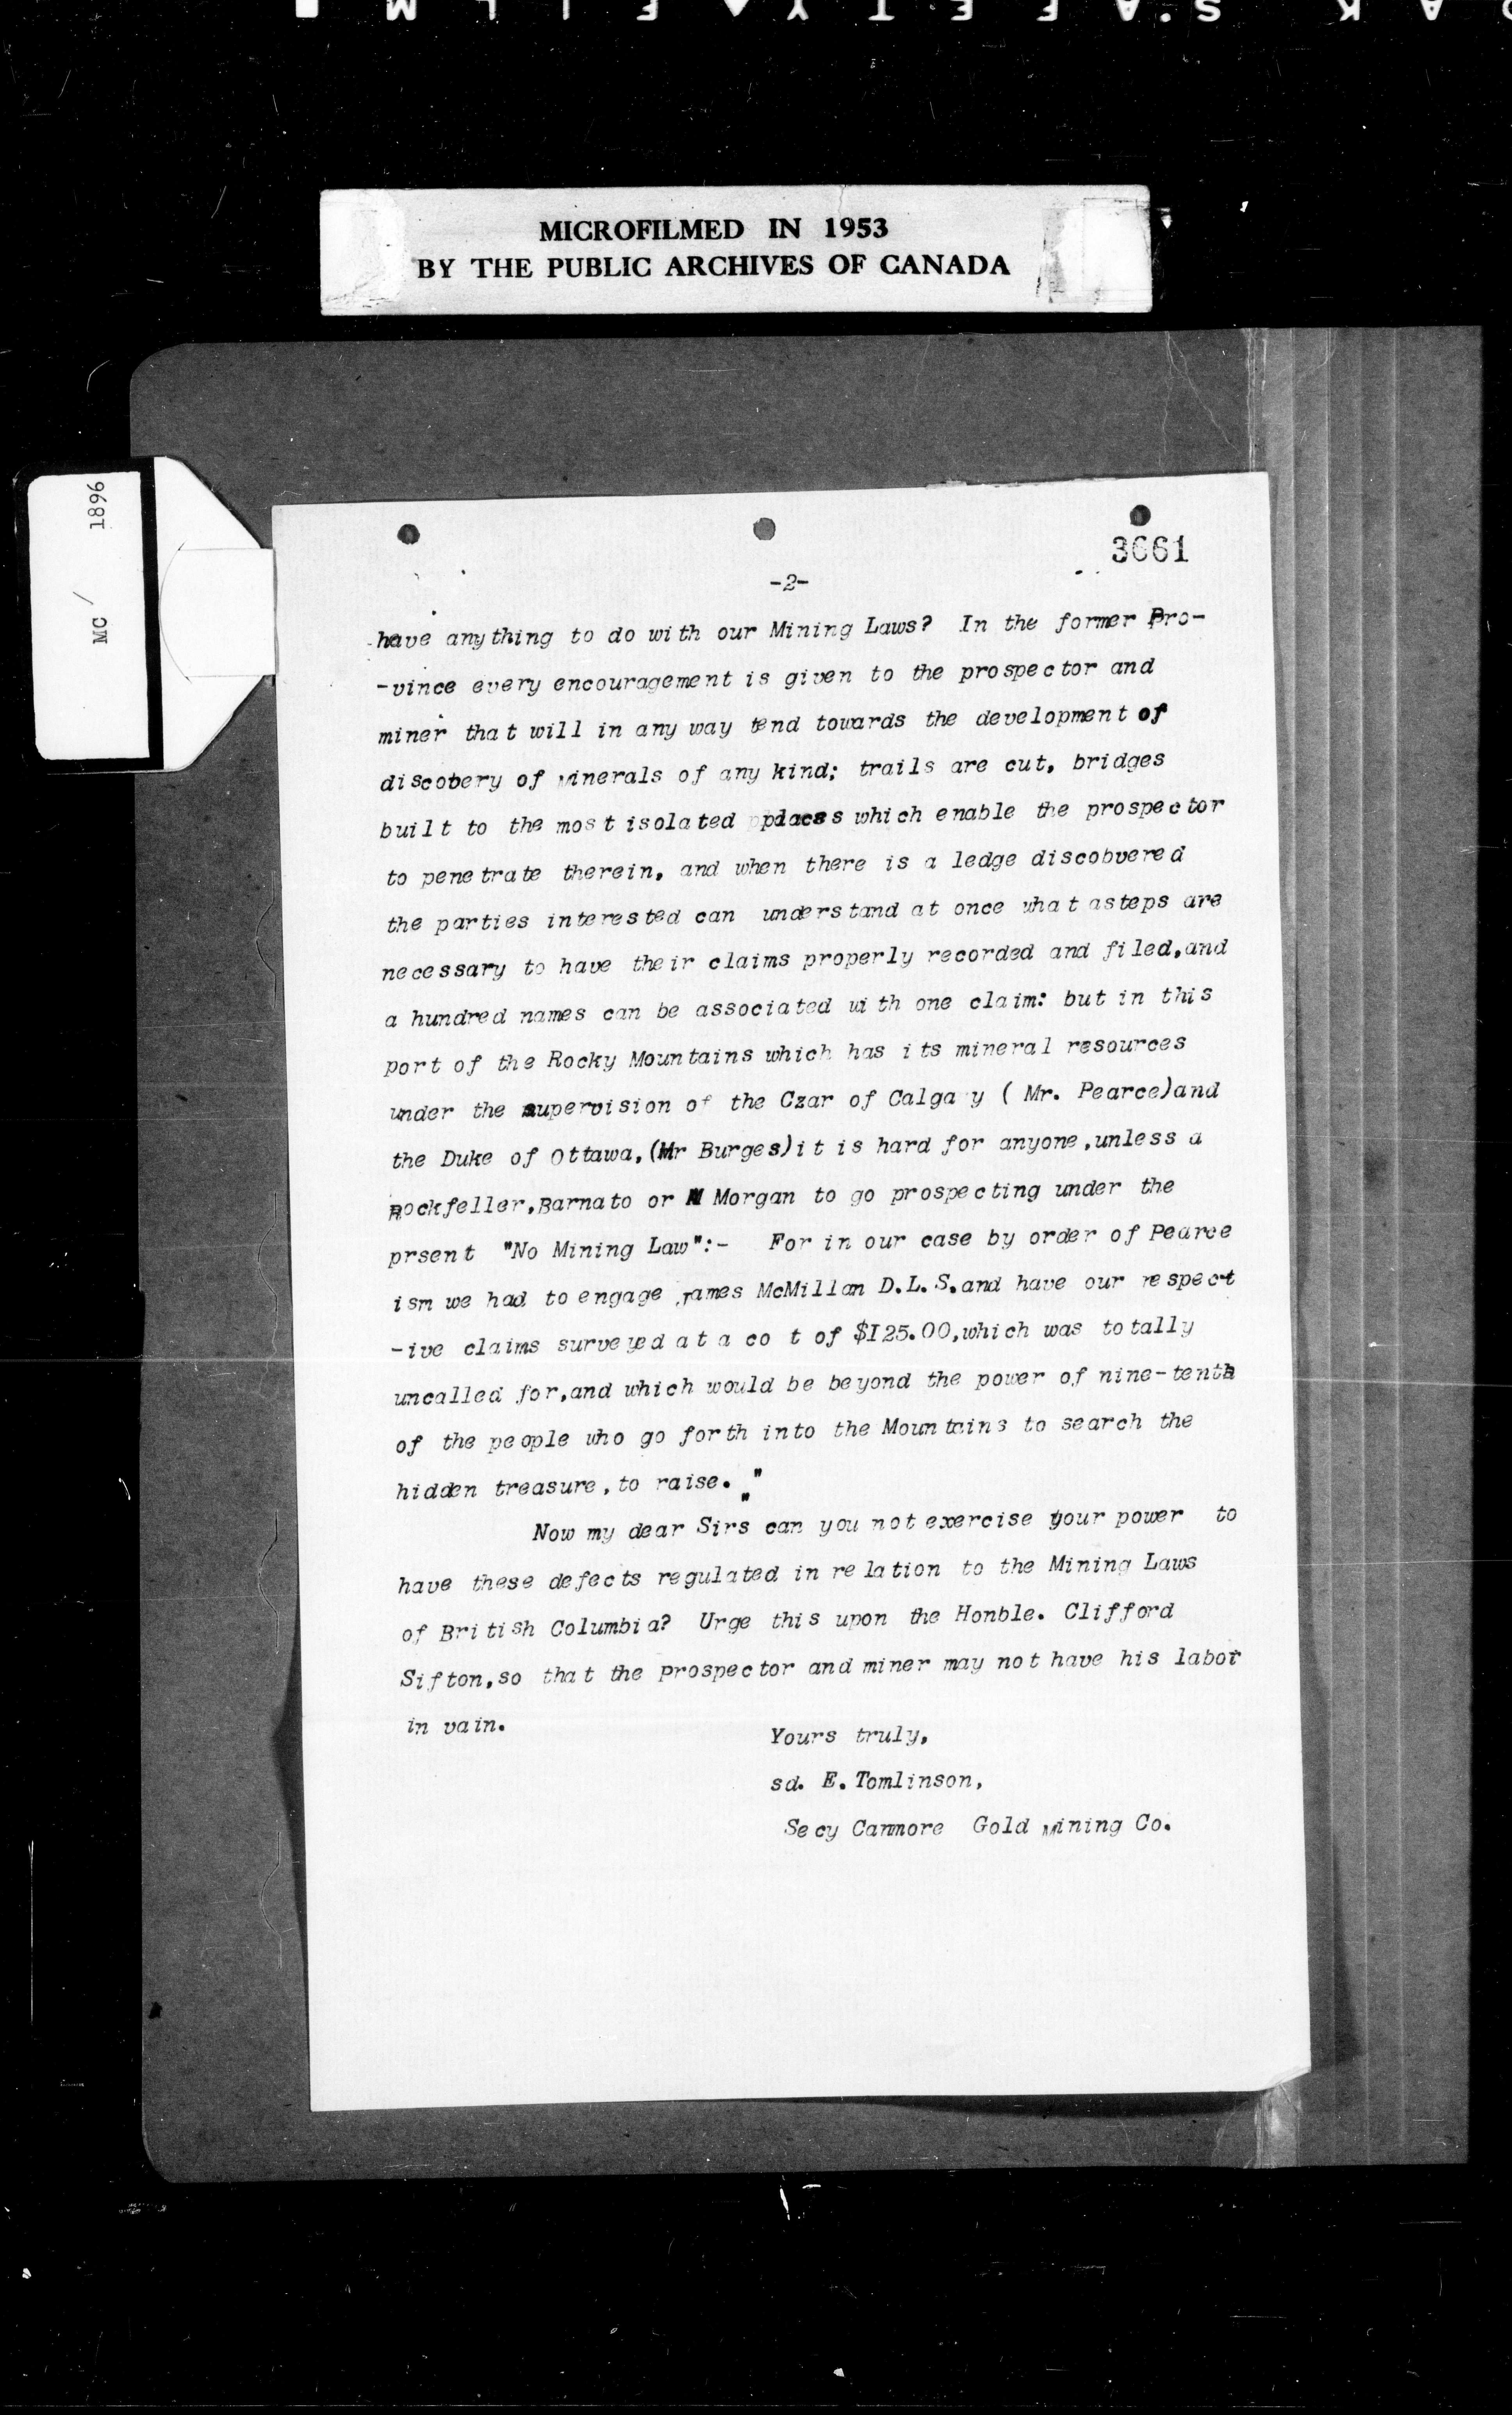 K SAFETY FILM
MICROFILMED IN 1953
BY THE PUBLIC ARCHIVES OF CANADA
MC / 1896
3661
-2-
have anything to do with our Mining Laws? In the former Pro-
-vince every encouragement is given to the prospector and
miner that will in any way tend towards the development of
discobery of minerals of any kind; trails are cut, bridges
built to the most isolated places which enable the prospector
to penetrate therein, and when there is a ledge discobvered
the parties interested can understand at once what asteps are
necessary to have their claims properly recorded and filed,and
a hundred names can be associated with one claim: but in this
port of the Rocky Mountains which has its mineral resources
under the supervision of the Czar of Calga y ( Mr. Pearce)and
the Duke of Ottawa,(Mr Burges)it is hard for anyone,unless a
Rockfeller,Barnato or M Morgan to go prospecting under the
prsent "No Mining Law":- For in our case by order of Pearce
ism we had to engage James McMillan D.L.S.and have our respect
-ive claims surveyed at a co t of $I25.00,which was totally
uncalled for,and which would be beyond the power of nine-tenth
of the people who go forth into the Mountains to search the
hidden treasure,to raise. "
"
Now my dear Sirs can you not exercise your power to
have these defects regulated in relation to the Mining Laws
of British Columbia? Urge this upon the Honble. Clifford
Sifton,so that the prospector and miner may not have his labor
in vain.
Yours truly,
sd. E. Tomlinson,
Secy Canmore Gold Mining Co.